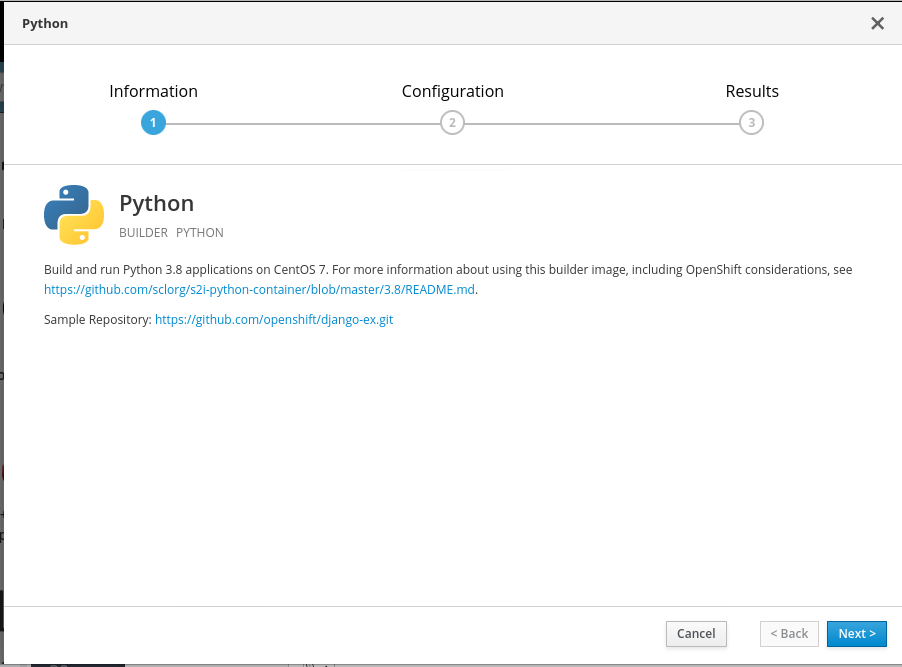 Python
Information
Configuration
Results
1
2
3
Python
BUILDER PYTHON
Build and run Python 3.8 applications on CentOS 7. For more information about using this builder image, including OpenShift considerations, see
https://github.com/sclorg/s2i-python-container/blob/master/3.8/README.md.
Sample Repository: https://github.com/openshift/django-ex.git
Cancel
< Back
Next >